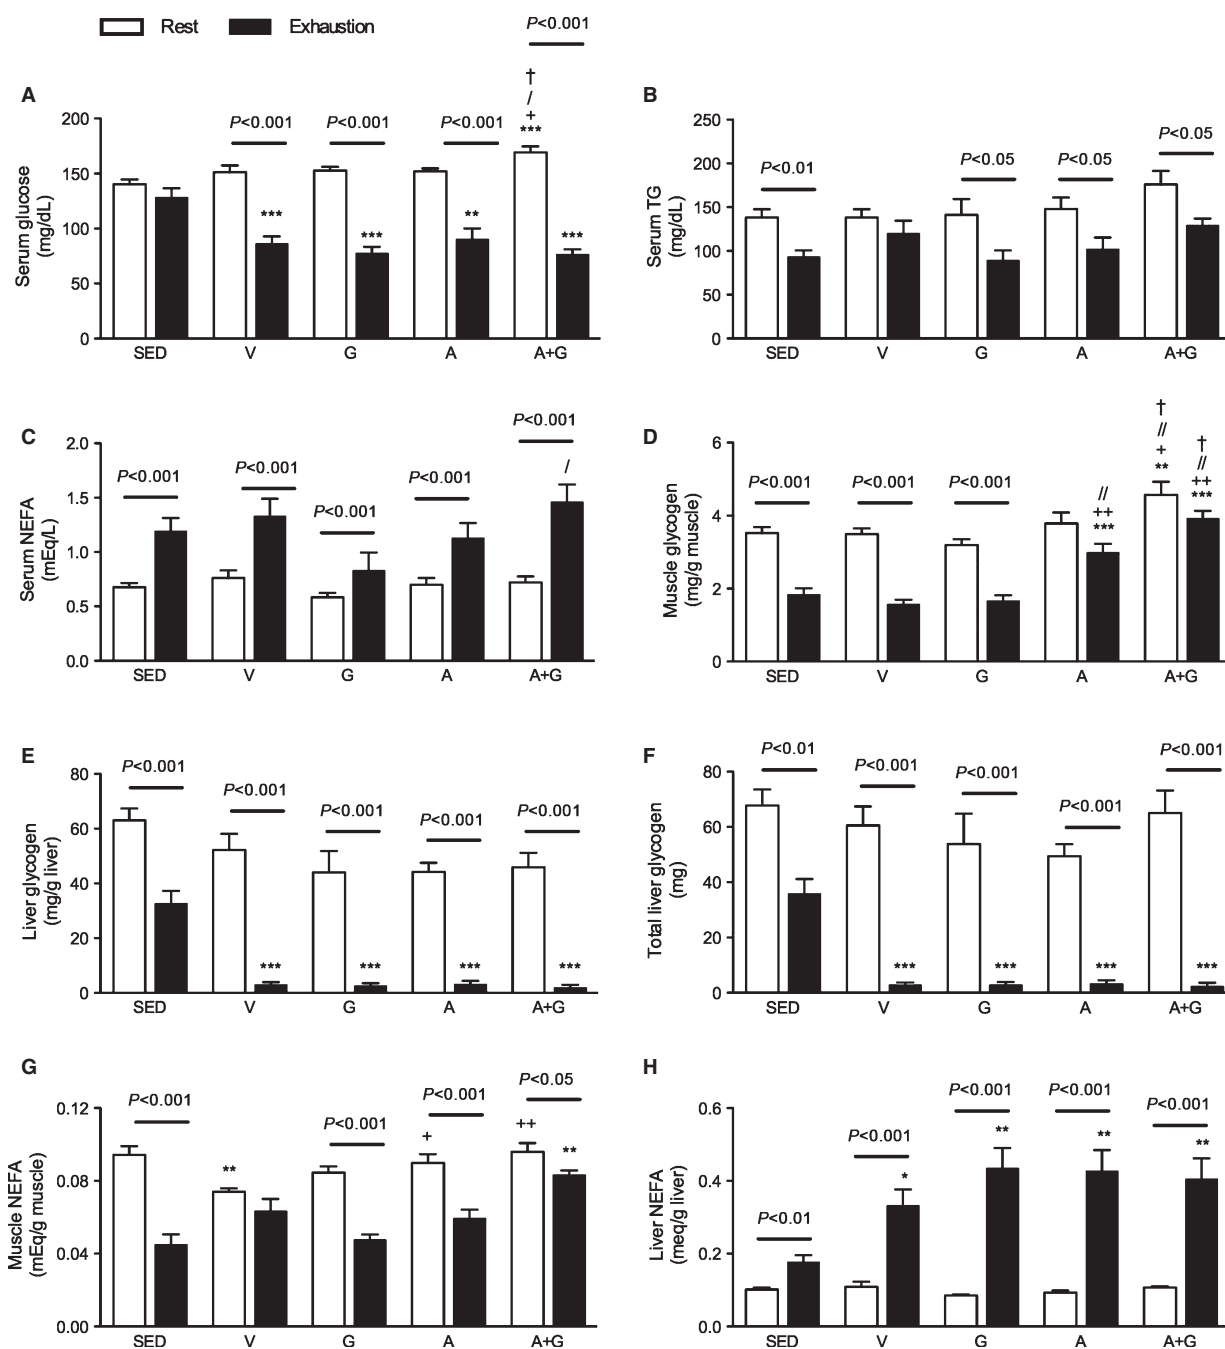 Rest Exhaustion
P<0.001
A
†
/
+
***
P<0.001 P<0.001 P<0.001
*** *** ** ***
Serum glucose
(mg/dL)
200
150
100
50
0
SED V G A A+G
B
P<0.01 P<0.05 P<0.05 P<0.05
Serum TG
(mg/dL)
250
200
150
100
50
0
SED V G A A+G
C
P<0.001 P<0.001 P<0.001 P<0.001 P<0.001
/
Serum NEFA
(mEq/L)
2.0
1.5
1.0
0.5
0.0
SED V G A A+G
D
P<0.001 P<0.001 P<0.001
//
++
***
†
//
+
**
†
//
++
***
Muscle glycogen
(mg/g muscle)
6
4
2
0
SED V G A A+G
E
P<0.001 P<0.001 P<0.001 P<0.001 P<0.001
*** *** *** ***
Liver glycogen
(mg/g liver)
80
60
40
20
0
SED V G A A+G
F
P<0.01 P<0.001 P<0.001 P<0.001 P<0.001
*** *** *** ***
Total liver glycogen
(mg)
80
60
40
20
0
SED V G A A+G
G
P<0.001 P<0.001 P<0.001 P<0.05
** + ++ **
Muscle NEFA
(mEq/g muscle)
0.12
0.08
0.04
0.00
SED V G A A+G
H
P<0.01 P<0.001 P<0.001 P<0.001 P<0.001
* ** ** **
Liver NEFA
(meq/g liver)
0.6
0.4
0.2
0.0
SED V G A A+G